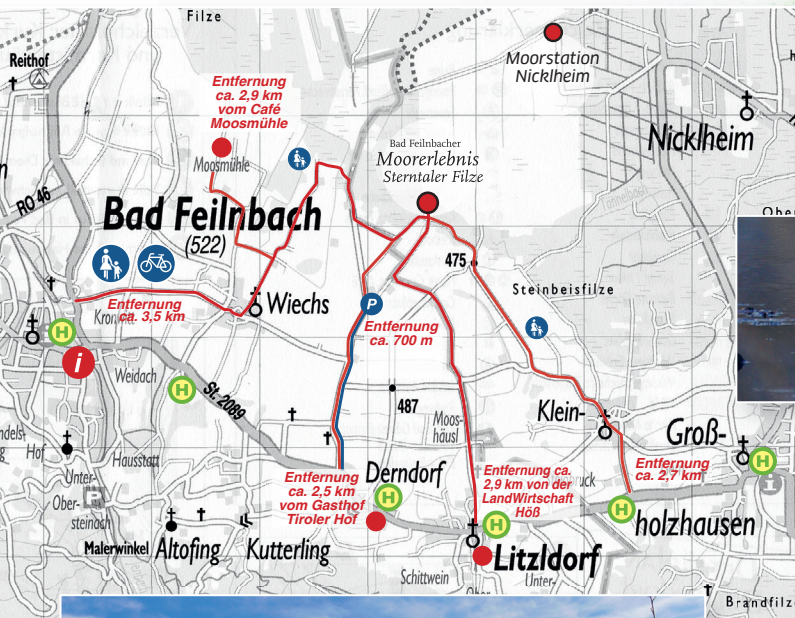 Filze
Reithof
Moorstation
Nicklheim
Entfernung
ca. 2,9 km
vom Café
Moosmühle
Moosmühle
Bad Feilnbacher
Moorerlebnis
Sterntaler Filze
Nicklheim
RO 46
Bad Feilnbach
(522)
475
Steinbeisfilze
Wiechs
Entfernung
ca. 3,5 km
P
Entfernung
ca. 700 m
H
i
Weidach
H
St. 2089
487
Moos-
häusl
Klein-
Groß-
holzhausen
Hof
Hausstatt
Unter-
Ober-
steinach
P
Entfernung
ca. 2,5 km
vom Gasthof
Tiroler Hof
Derndorf
H
Entfernung ca.
2,9 km von der
LandWirtschaft
Höß
Entfernung
ca. 2,7 km
H
H
H
i
Malerwinkel
Altofing
Kutterling
Litzldorf
Schittwein
Unter-
Ober-
Brandfilz